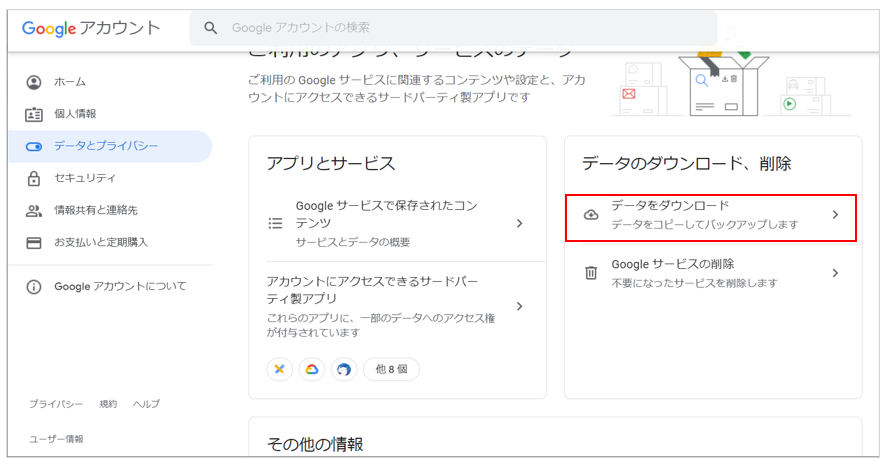 Google アカウント
Google アカウントの検索
ご利用のアプリ、サービスのデータ
ご利用の Google サービスに関連するコンテンツや設定と、アカ
ウントにアクセスできるサードパーティ製アプリです
ホーム
個人情報
データとプライバシー
セキュリティ
情報共有と連絡先
お支払いと定期購入
Google アカウントについて
アプリとサービス
Google サービスで保存されたコン
テンツ
サービスとデータの概要
アカウントにアクセスできるサードパー
ティ製アプリ
これらのアプリに、一部のデータへのアクセス権
が付与されています
他 8 個
データのダウンロード、削除
データをダウンロード
データをコピーしてバックアップします
Google サービスの削除
不要になったサービスを削除します
その他の情報
プライバシー 規約 ヘルプ
ユーザー情報